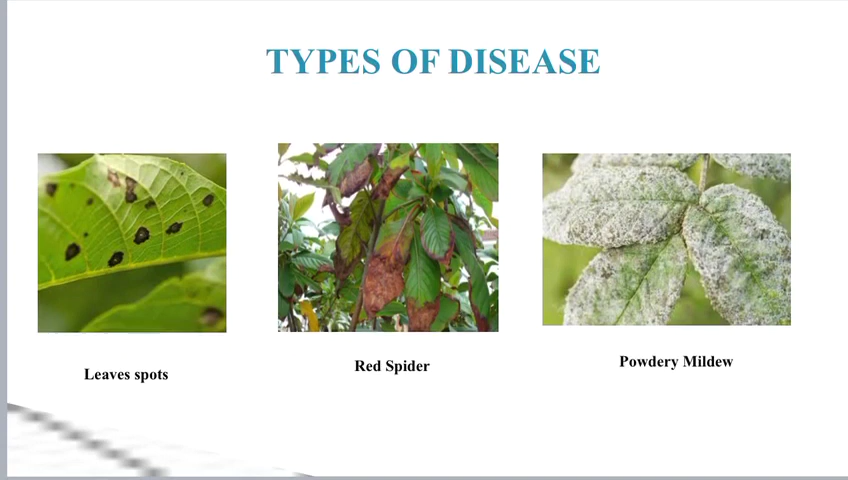 TYPES OF DISEASE
Leaves spots
Red Spider
Powdery Mildew